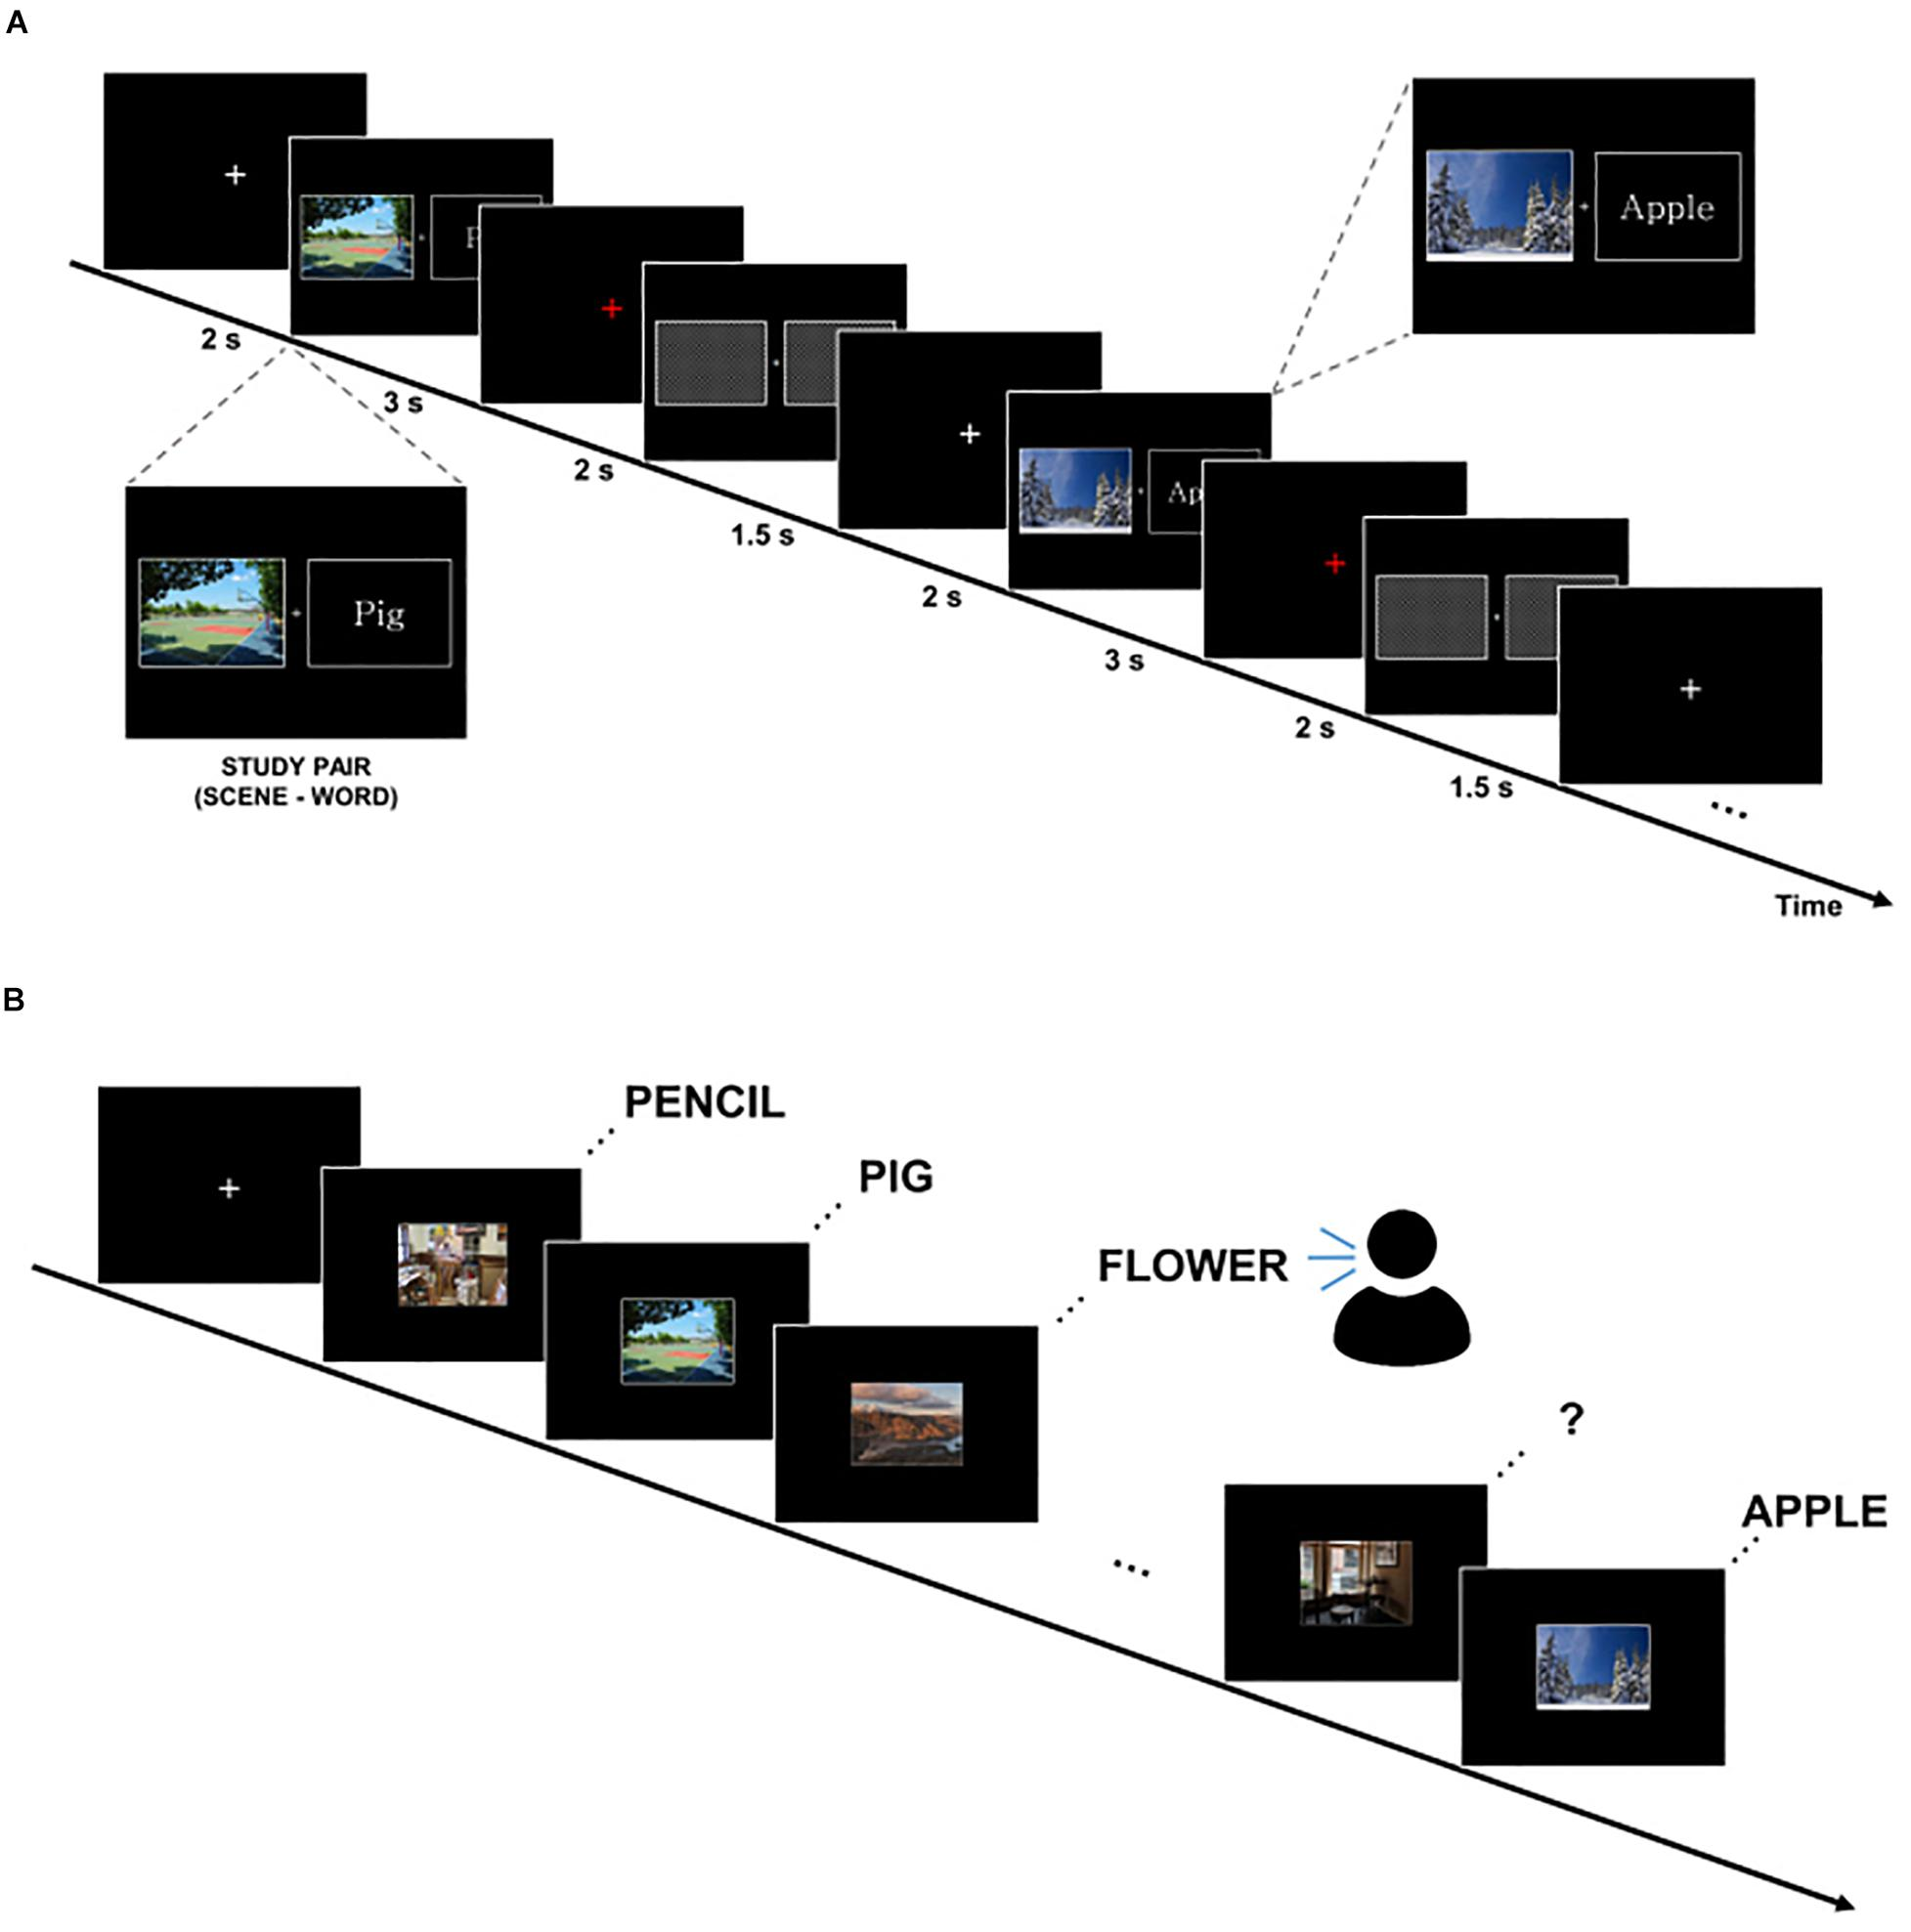 A
2 s
P
3 s
2 s
1.5 s
2 s
Ap
3 s
2 s
1.5 s
...
Time
Apple
Pig
STUDY PAIR
(SCENE - WORD)
B
PENCIL
PIG
FLOWER
...
?
APPLE